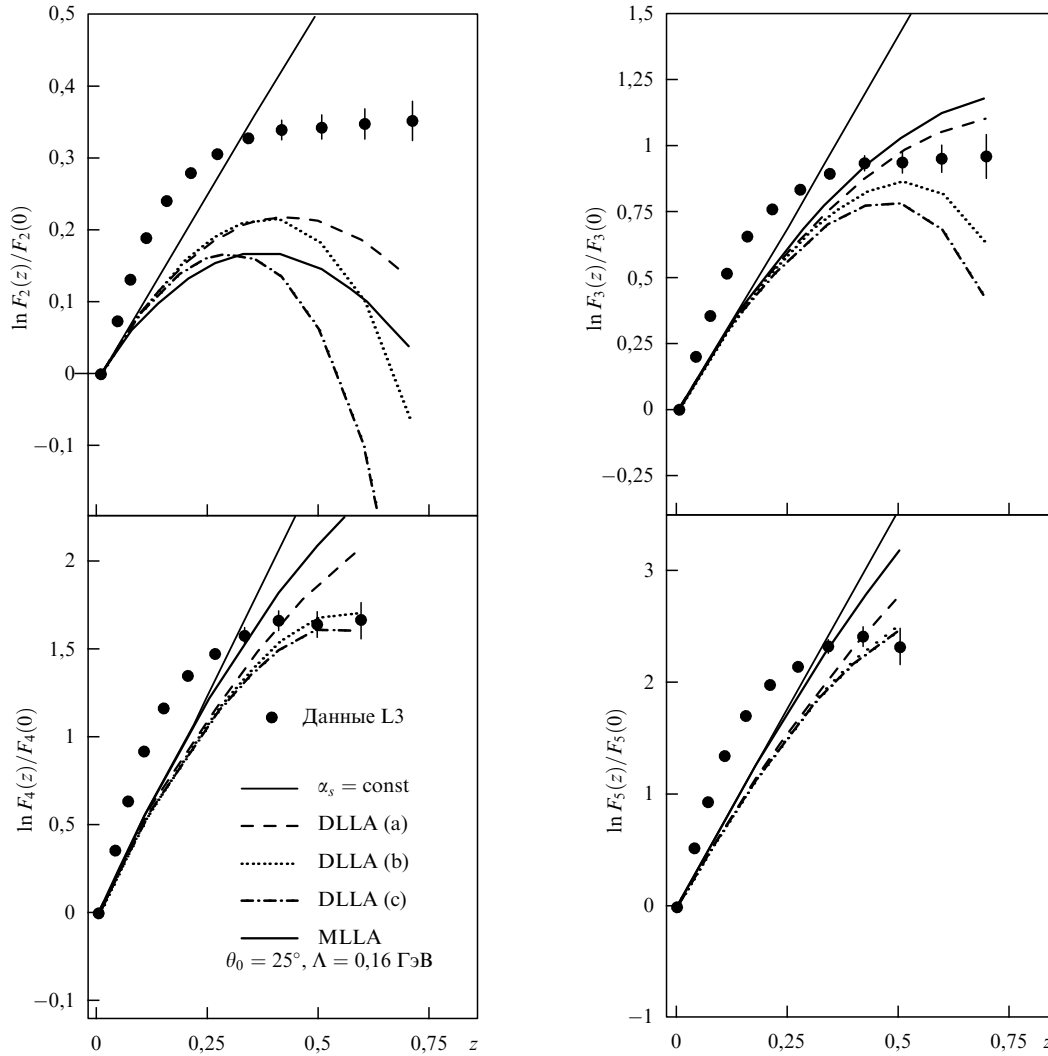 0,5
0,4
0,3
0,2
0,1
0
−0,1
ln F₂(z)/F₂(0)
1,5
1,25
1
0,75
0,5
0,25
0
−0,25
ln F₃(z)/F₃(0)
2
1,5
1
0,5
0
−0,1
ln F₄(z)/F₄(0)
Данные L3
αₛ = const
DLLA (a)
DLLA (b)
DLLA (c)
MLLA
θ₀ = 25°, Λ = 0,16 ГэВ
0 0,25 0,5 0,75 z
3
2
1
0
−1
ln F₅(z)/F₅(0)
0 0,25 0,5 0,75 z